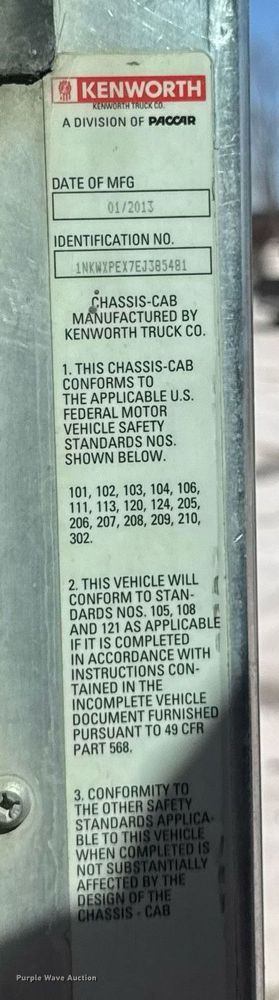 KENWORTH
KENWORTH TRUCK CO.
A DIVISION OF PACCAR
DATE OF MFG
01/2013
IDENTIFICATION NO.
1NKWXPEX7EJ385481
CHASSIS-CAB
MANUFACTURED BY
KENWORTH TRUCK CO.
1. THIS CHASSIS-CAB
CONFORMS TO
THE APPLICABLE U.S.
FEDERAL MOTOR
VEHICLE SAFETY
STANDARDS NOS.
SHOWN BELOW.
101, 102, 103, 104, 106,
111, 113, 120, 124, 205,
206, 207, 208, 209, 210,
302.
2. THIS VEHICLE WILL
CONFORM TO STAN-
DARDS NOS. 105, 108
AND 121 AS APPLICABLE
IF IT IS COMPLETED
IN ACCORDANCE WITH
INSTRUCTIONS CON-
TAINED IN THE
INCOMPLETE VEHICLE
DOCUMENT FURNISHED
PURSUANT TO 49 CFR
PART 568.
3. CONFORMITY TO
THE OTHER SAFETY
STANDARDS APPLICA-
BLE TO THIS VEHICLE
WHEN COMPLETED IS
NOT SUBSTANTIALLY
AFFECTED BY THE
DESIGN OF THE
CHASSIS - CAB
Purple Wave Auction